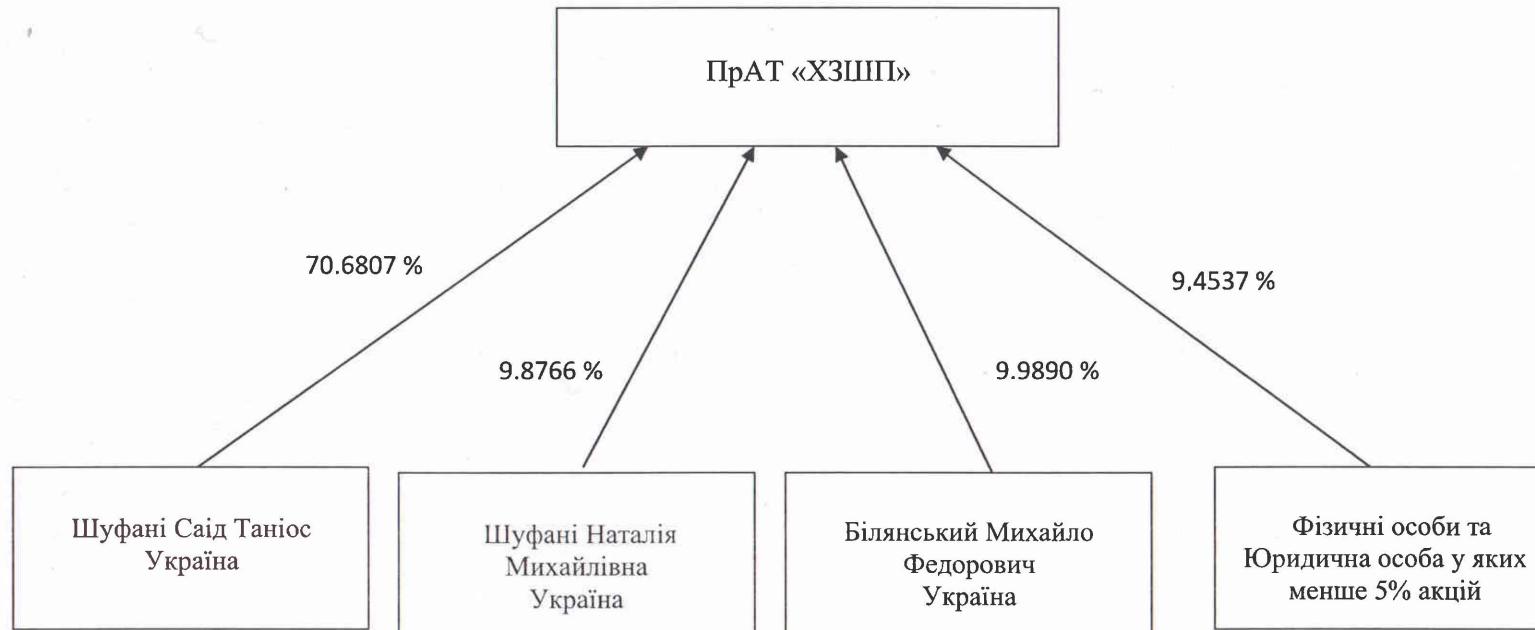 ПрАТ «ХЗШП»
70.6807 %
9.8766 %
9.9890 %
9,4537 %
Шуфані Саід Таніос
Україна
Шуфані Наталія
Михайлівна
Україна
Білянський Михайло
Федорович
Україна
Фізичні особи та
Юридична особа у яких
менше 5% акцій